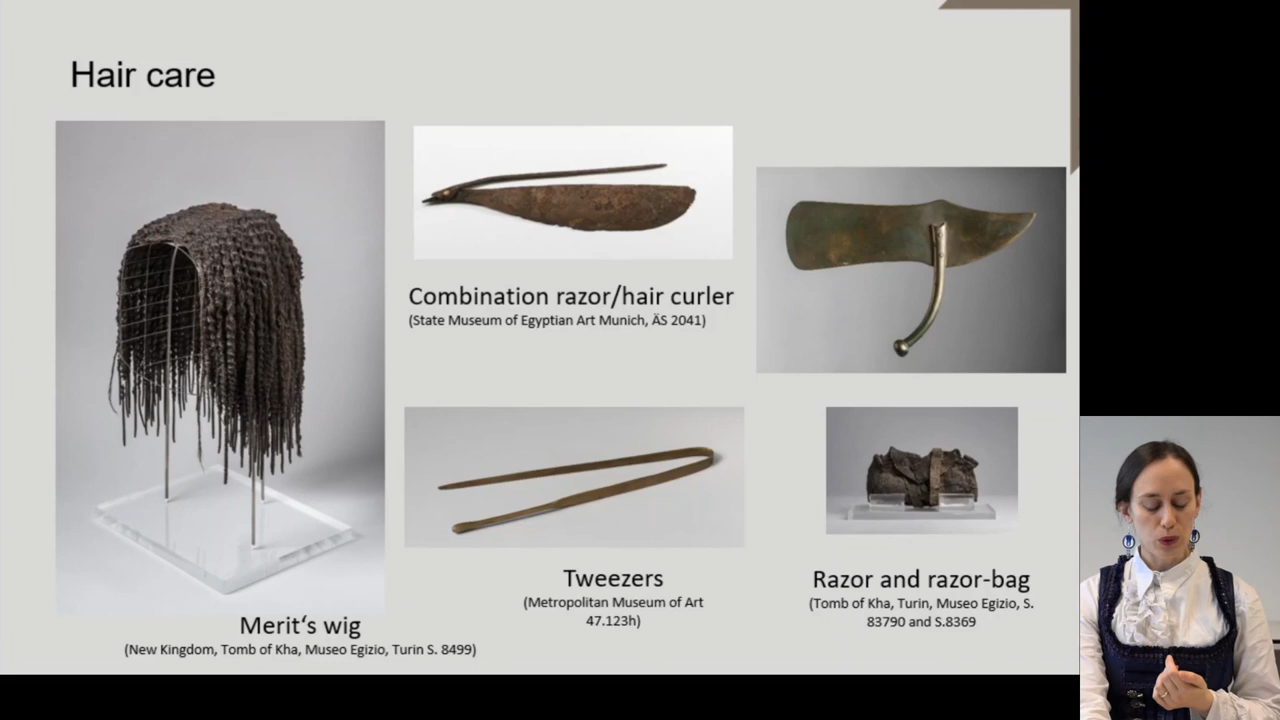 Hair care
Combination razor/hair curler
(State Museum of Egyptian Art Munich, ÄS 2041)
Tweezers
(Metropolitan Museum of Art
47.123h)
Razor and razor-bag
(Tomb of Kha, Turin, Museo Egizio, S.
83790 and S.8369
Merit‘s wig
(New Kingdom, Tomb of Kha, Museo Egizio, Turin S. 8499)